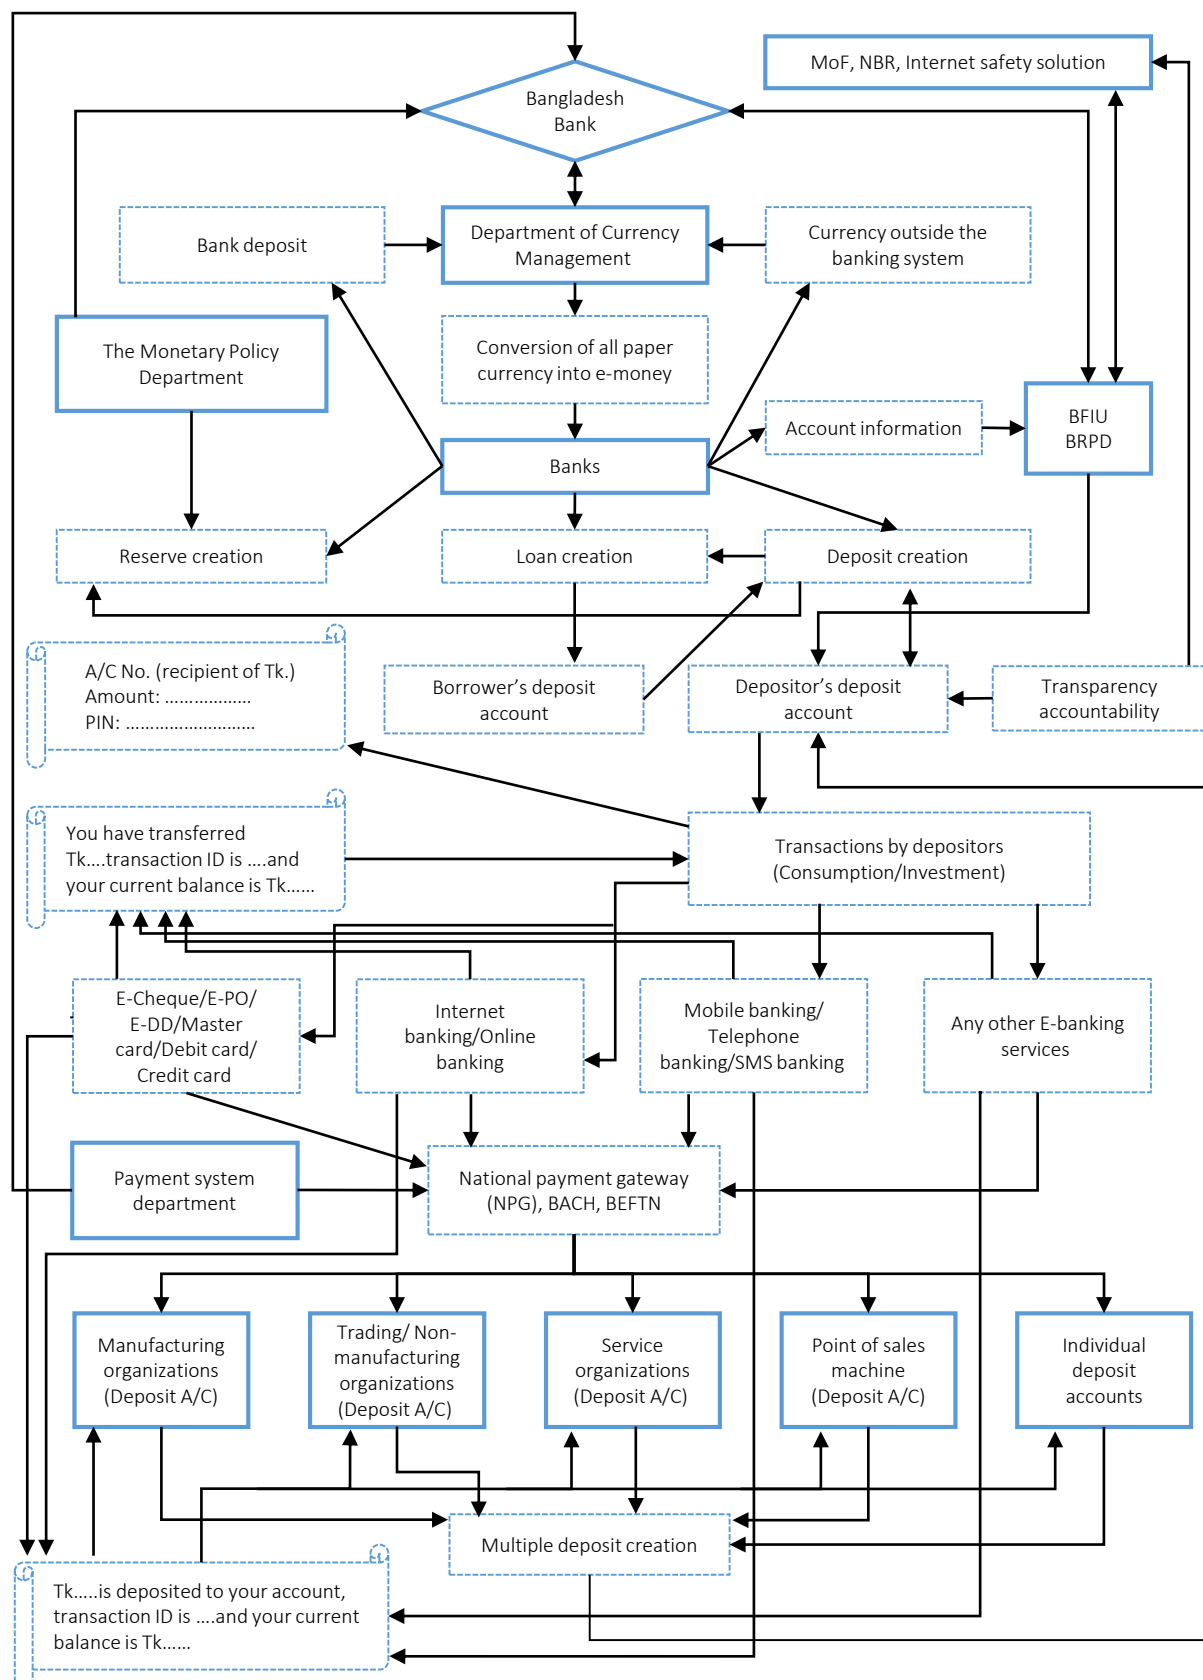 MoF, NBR, Internet safety solution
Bangladesh
Bank
Bank deposit
Department of Currency
Management
Currency outside the
banking system
The Monetary Policy
Department
Conversion of all paper
currency into e-money
Account information
BFIU
BRPD
Banks
Reserve creation
Loan creation
Deposit creation
A/C No. (recipient of Tk.)
Amount: ………………
PIN: ………………………
Borrower’s deposit
account
Depositor’s deposit
account
Transparency
accountability
You have transferred
Tk….transaction ID is ….and
your current balance is Tk……
Transactions by depositors
(Consumption/Investment)
E-Cheque/E-PO/
E-DD/Master
card/Debit card/
Credit card
Internet
banking/Online
banking
Mobile banking/
Telephone
banking/SMS banking
Any other E-banking
services
Payment system
department
National payment gateway
(NPG), BACH, BEFTN
Manufacturing
organizations
(Deposit A/C)
Trading/ Non-
manufacturing
organizations
(Deposit A/C)
Service
organizations
(Deposit A/C)
Point of sales
machine
(Deposit A/C)
Individual
deposit
accounts
Multiple deposit creation
Tk…..is deposited to your account,
transaction ID is ….and your current
balance is Tk……